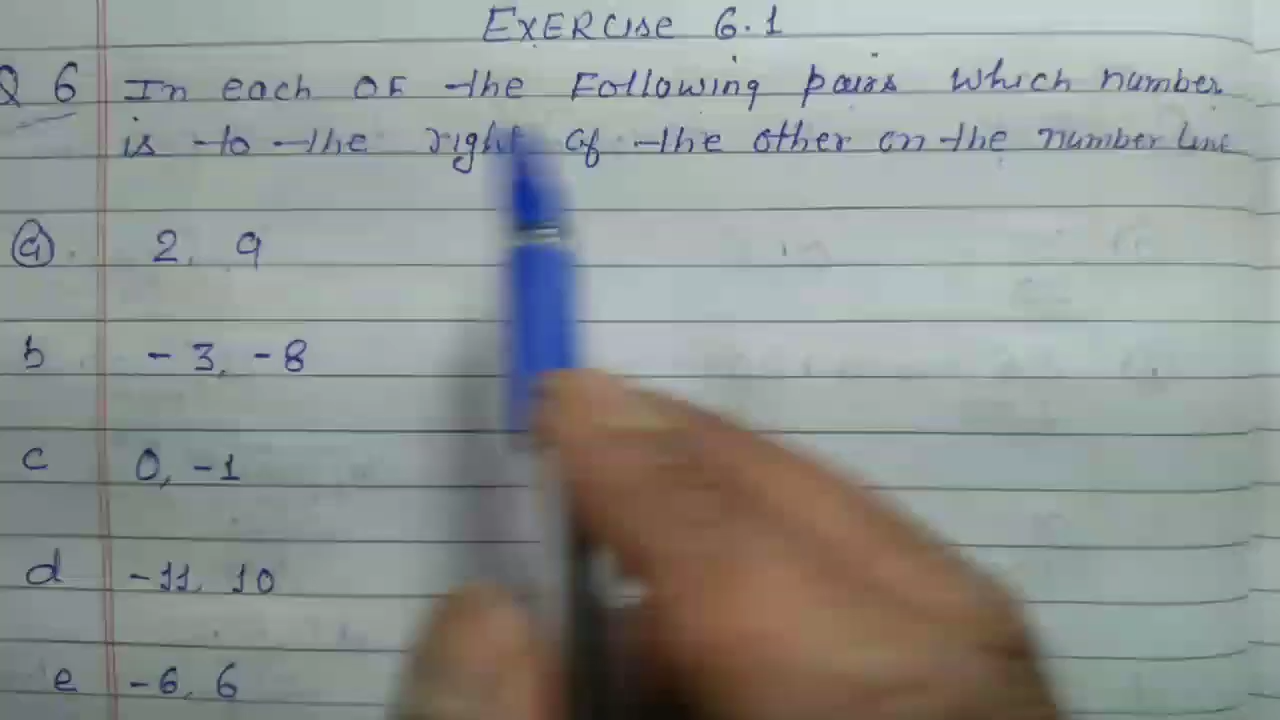 EXERCISE 6.1
Q 6 In each OF the Following pairs which number
is to the right of the other on the number line
a 2, 9
b - 3, -8
c 0, -1
d -11, 10
e -6, 6